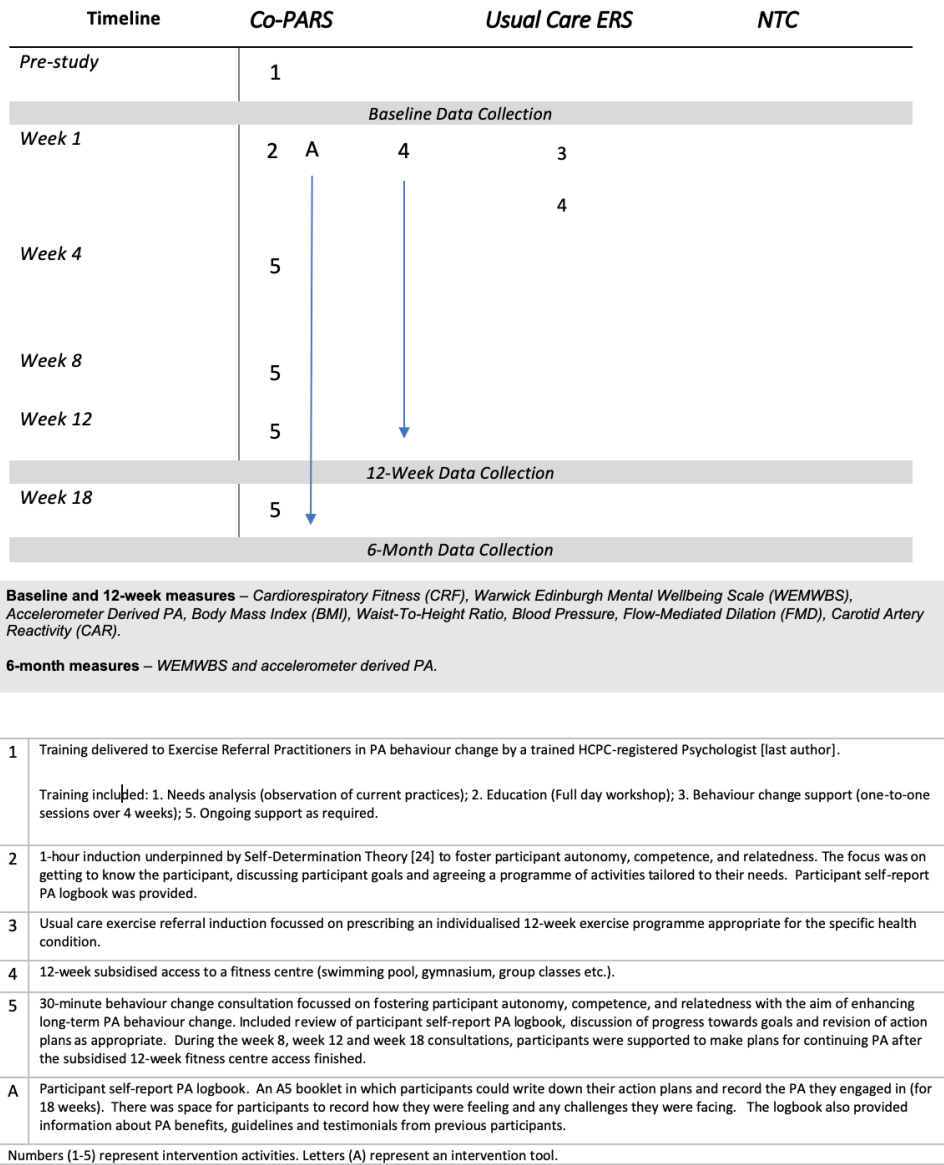 Timeline Co-PARS Usual Care ERS NTC
Pre-study 1
Baseline Data Collection
Week 1 2 A 4 3
4
Week 4 5
Week 8 5
Week 12 5
12-Week Data Collection
Week 18 5
6-Month Data Collection
Baseline and 12-week measures – Cardiorespiratory Fitness (CRF), Warwick Edinburgh Mental Wellbeing Scale (WEMWBS),
Accelerometer Derived PA, Body Mass Index (BMI), Waist-To-Height Ratio, Blood Pressure, Flow-Mediated Dilation (FMD), Carotid Artery
Reactivity (CAR).
6-month measures – WEMWBS and accelerometer derived PA.
1 Training delivered to Exercise Referral Practitioners in PA behaviour change by a trained HCPC-registered Psychologist [last author].
Training included: 1. Needs analysis (observation of current practices); 2. Education (Full day workshop); 3. Behaviour change support (one-to-one
sessions over 4 weeks); 5. Ongoing support as required.
2 1-hour induction underpinned by Self-Determination Theory [24] to foster participant autonomy, competence, and relatedness. The focus was on
getting to know the participant, discussing participant goals and agreeing a programme of activities tailored to their needs. Participant self-report
PA logbook was provided.
3 Usual care exercise referral induction focussed on prescribing an individualised 12-week exercise programme appropriate for the specific health
condition.
4 12-week subsidised access to a fitness centre (swimming pool, gymnasium, group classes etc.).
5 30-minute behaviour change consultation focussed on fostering participant autonomy, competence, and relatedness with the aim of enhancing
long-term PA behaviour change. Included review of participant self-report PA logbook, discussion of progress towards goals and revision of action
plans as appropriate. During the week 8, week 12 and week 18 consultations, participants were supported to make plans for continuing PA after
the subsidised 12-week fitness centre access finished.
A Participant self-report PA logbook. An A5 booklet in which participants could write down their action plans and record the PA they engaged in (for
18 weeks). There was space for participants to record how they were feeling and any challenges they were facing. The logbook also provided
information about PA benefits, guidelines and testimonials from previous participants.
Numbers (1-5) represent intervention activities. Letters (A) represent an intervention tool.